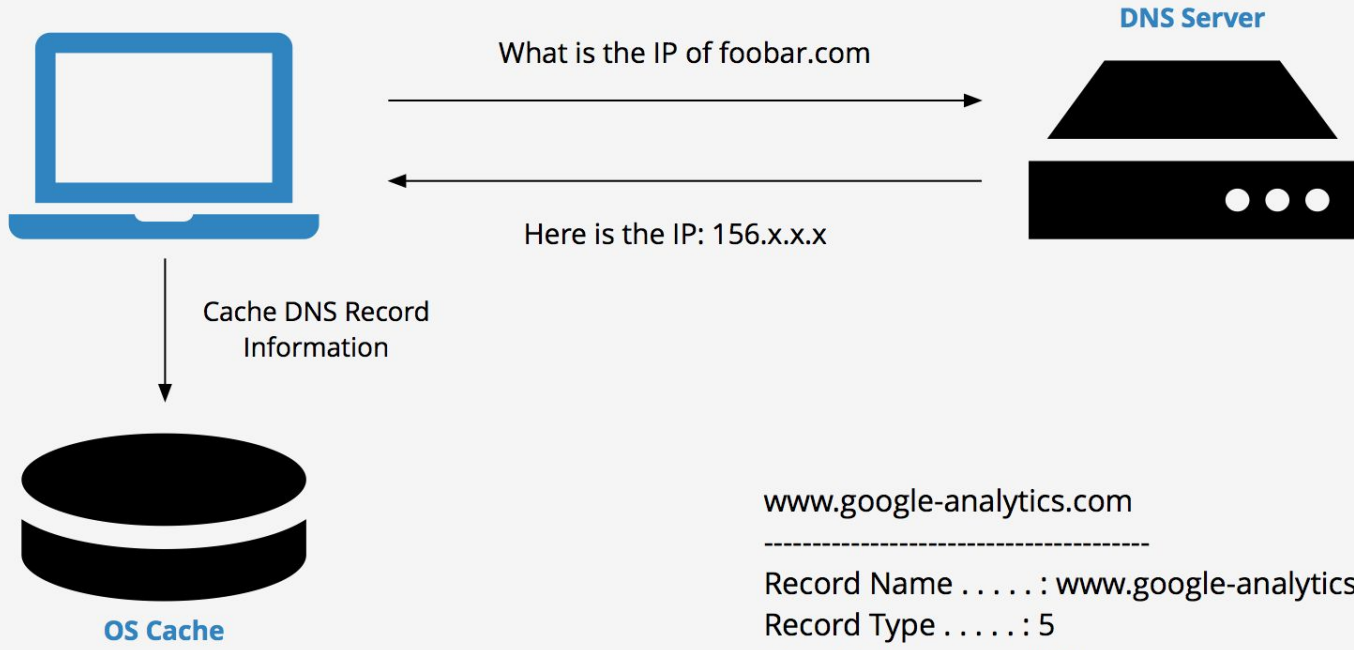 DNS Server
What is the IP of foobar.com
Here is the IP: 156.x.x.x
Cache DNS Record
Information
OS Cache
www.google-analytics.com
----------------------------------------
Record Name . . . . . : www.google-analytics
Record Type . . . . . : 5